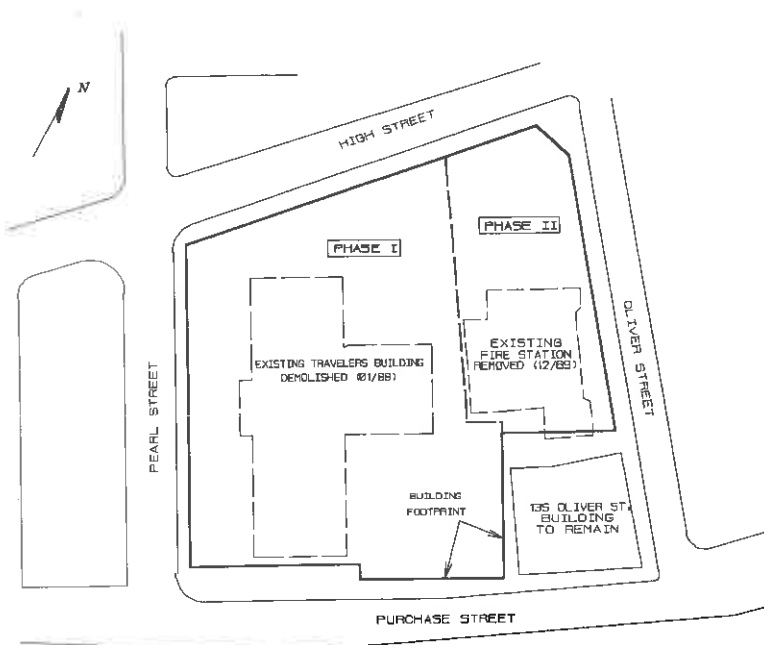 N
HIGH STREET
PHASE I
PHASE II
OLIVER STREET
EXISTING TRAVELERS BUILDING
DEMOLISHED (01/88)
EXISTING
FIRE STATION
REMOVED (12/89)
PEARL STREET
BUILDING
FOOTPRINT
135 OLIVER ST.
BUILDING
TO REMAIN
PURCHASE STREET